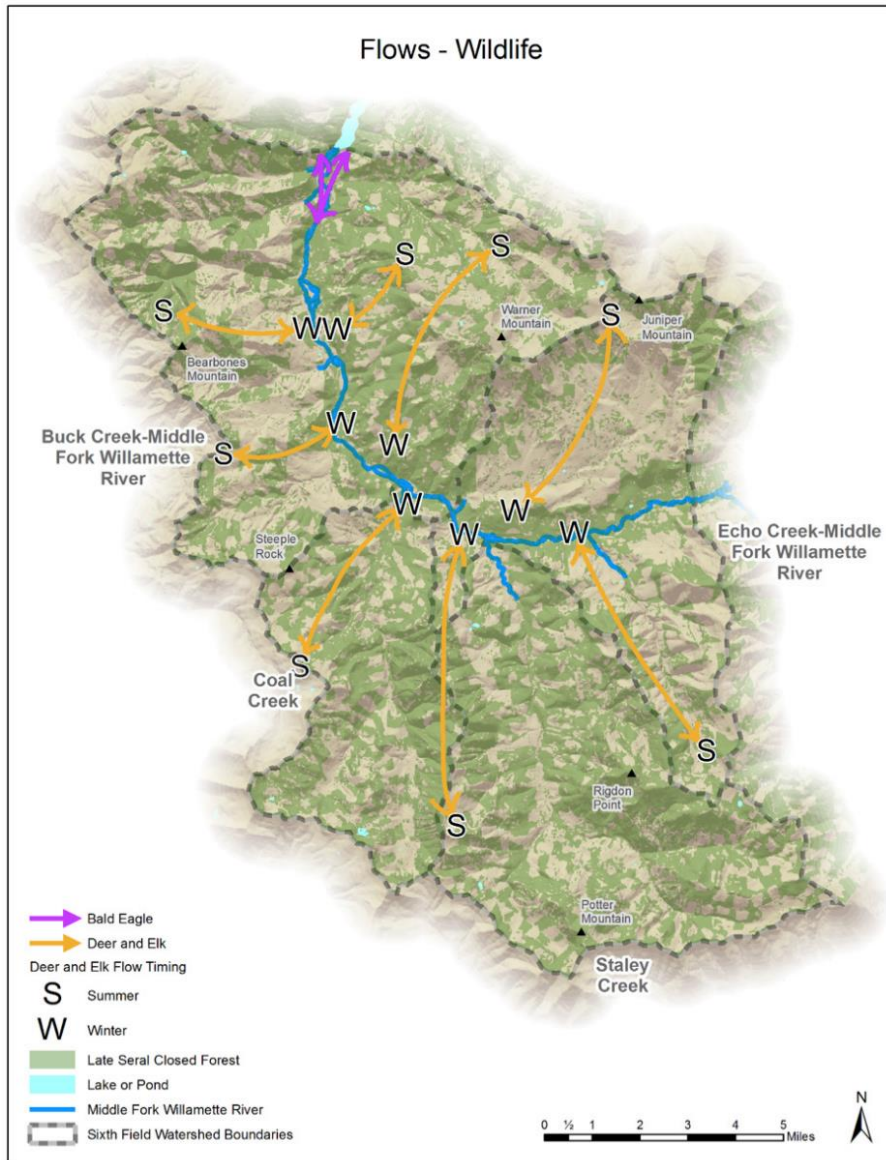 Flows - Wildlife
S
S
S
S
Warner
Mountain
Juniper
Mountain
W
W
Bearbones
Mountain
W
Buck Creek-Middle
Fork Willamette
River
S
W
W
W
W
W
Echo Creek-Middle
Fork Willamette
River
Steeple
Rock
S
Coal
Creek
S
Rigdon
Point
S
Potter
Mountain
Staley
Creek
Bald Eagle
Deer and Elk
Deer and Elk Flow Timing
S Summer
W Winter
Late Seral Closed Forest
Lake or Pond
Middle Fork Willamette River
Sixth Field Watershed Boundaries
0 ½ 1 2 3 4 5
Miles
N